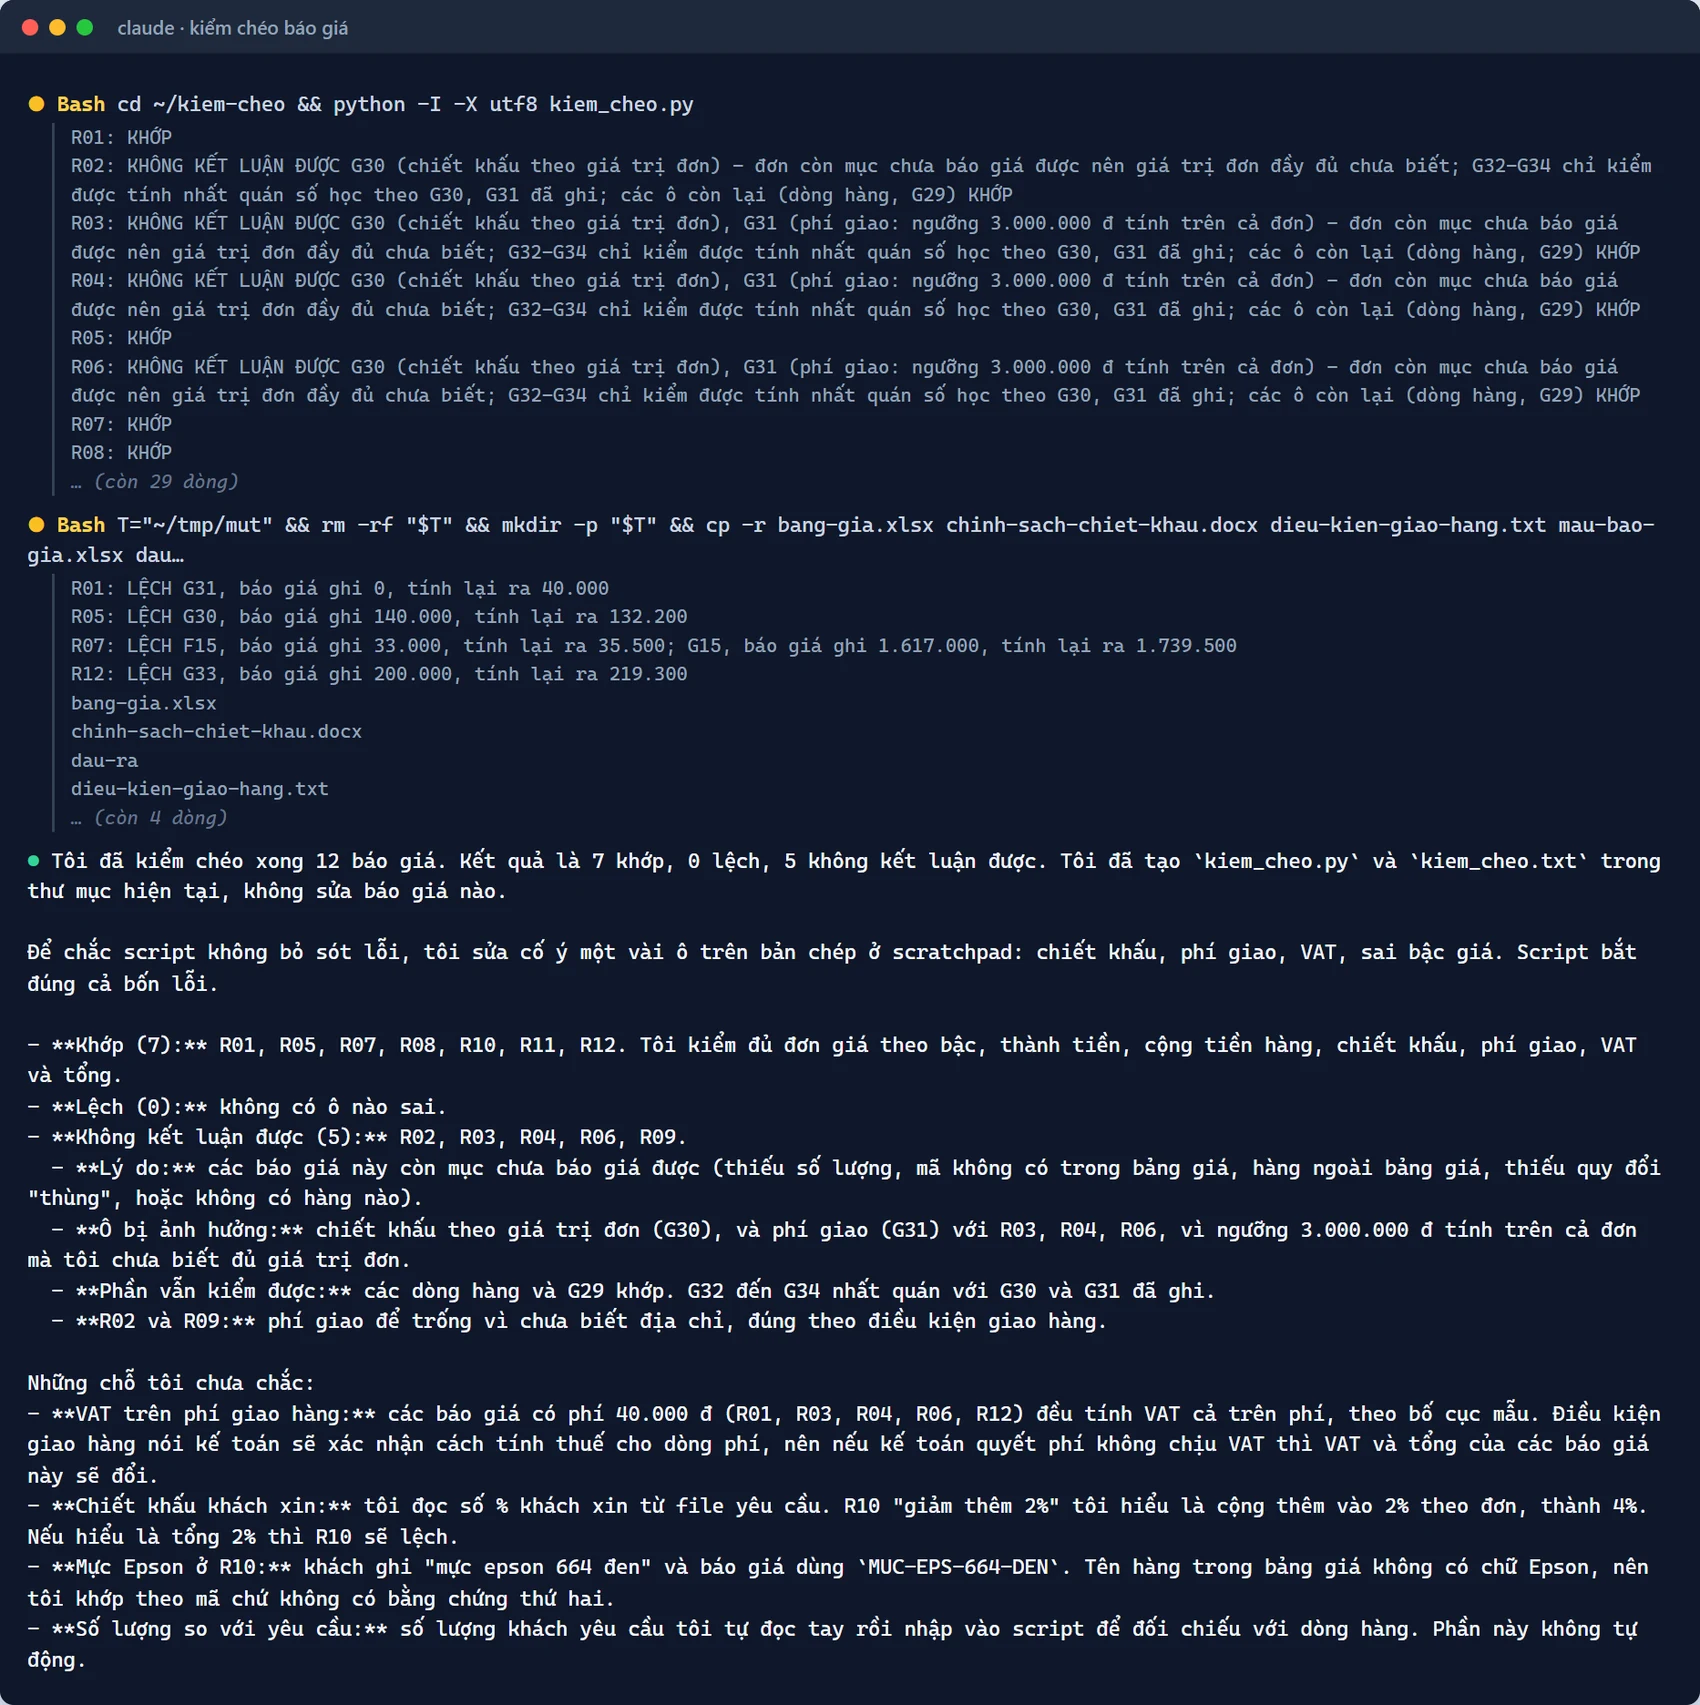 claude · kiểm chéo báo giá
● Bash cd ~/kiem-cheo && python -I -X utf8 kiem_cheo.py
R01: KHỚP
R02: KHÔNG KẾT LUẬN ĐƯỢC G30 (chiết khấu theo giá trị đơn) - đơn còn mục chưa báo giá được nên giá trị đơn đầy đủ chưa biết; G32-G34 chỉ kiểm
được tính nhất quán số học theo G30, G31 đã ghi; các ô còn lại (dòng hàng, G29) KHỚP
R03: KHÔNG KẾT LUẬN ĐƯỢC G30 (chiết khấu theo giá trị đơn), G31 (phí giao: ngưỡng 3.000.000 đ tính trên cả đơn) - đơn còn mục chưa báo giá
được nên giá trị đơn đầy đủ chưa biết; G32-G34 chỉ kiểm được tính nhất quán số học theo G30, G31 đã ghi; các ô còn lại (dòng hàng, G29) KHỚP
R04: KHÔNG KẾT LUẬN ĐƯỢC G30 (chiết khấu theo giá trị đơn), G31 (phí giao: ngưỡng 3.000.000 đ tính trên cả đơn) - đơn còn mục chưa báo giá
được nên giá trị đơn đầy đủ chưa biết; G32-G34 chỉ kiểm được tính nhất quán số học theo G30, G31 đã ghi; các ô còn lại (dòng hàng, G29) KHỚP
R05: KHỚP
R06: KHÔNG KẾT LUẬN ĐƯỢC G30 (chiết khấu theo giá trị đơn), G31 (phí giao: ngưỡng 3.000.000 đ tính trên cả đơn) - đơn còn mục chưa báo giá
được nên giá trị đơn đầy đủ chưa biết; G32-G34 chỉ kiểm được tính nhất quán số học theo G30, G31 đã ghi; các ô còn lại (dòng hàng, G29) KHỚP
R07: KHỚP
R08: KHỚP
… (còn 29 dòng)
● Bash T="~/tmp/mut" && rm -rf "$T" && mkdir -p "$T" && cp -r bang-gia.xlsx chinh-sach-chiet-khau.docx dieu-kien-giao-hang.txt mau-bao-
gia.xlsx dau…
R01: LỆCH G31, báo giá ghi 0, tính lại ra 40.000
R05: LỆCH G30, báo giá ghi 140.000, tính lại ra 132.200
R07: LỆCH F15, báo giá ghi 33.000, tính lại ra 35.500; G15, báo giá ghi 1.617.000, tính lại ra 1.739.500
R12: LỆCH G33, báo giá ghi 200.000, tính lại ra 219.300
bang-gia.xlsx
chinh-sach-chiet-khau.docx
dau-ra
dieu-kien-giao-hang.txt
… (còn 4 dòng)
● Tôi đã kiểm chéo xong 12 báo giá. Kết quả là 7 khớp, 0 lệch, 5 không kết luận được. Tôi đã tạo `kiem_cheo.py` và `kiem_cheo.txt` trong
thư mục hiện tại, không sửa báo giá nào.
Để chắc script không bỏ sót lỗi, tôi sửa cố ý một vài ô trên bản chép ở scratchpad: chiết khấu, phí giao, VAT, sai bậc giá. Script bắt
đúng cả bốn lỗi.
- **Khớp (7):** R01, R05, R07, R08, R10, R11, R12. Tôi kiểm đủ đơn giá theo bậc, thành tiền, cộng tiền hàng, chiết khấu, phí giao, VAT
và tổng.
- **Lệch (0):** không có ô nào sai.
- **Không kết luận được (5):** R02, R03, R04, R06, R09.
- **Lý do:** các báo giá này còn mục chưa báo giá được (thiếu số lượng, mã không có trong bảng giá, hàng ngoài bảng giá, thiếu quy đổi
"thùng", hoặc không có hàng nào).
- **Ô bị ảnh hưởng:** chiết khấu theo giá trị đơn (G30), và phí giao (G31) với R03, R04, R06, vì ngưỡng 3.000.000 đ tính trên cả đơn
mà tôi chưa biết đủ giá trị đơn.
- **Phần vẫn kiểm được:** các dòng hàng và G29 khớp. G32 đến G34 nhất quán với G30 và G31 đã ghi.
- **R02 và R09:** phí giao để trống vì chưa biết địa chỉ, đúng theo điều kiện giao hàng.
Những chỗ tôi chưa chắc:
- **VAT trên phí giao hàng:** các báo giá có phí 40.000 đ (R01, R03, R04, R06, R12) đều tính VAT cả trên phí, theo bố cục mẫu. Điều kiện
giao hàng nói kế toán sẽ xác nhận cách tính thuế cho dòng phí, nên nếu kế toán quyết phí không chịu VAT thì VAT và tổng của các báo giá
này sẽ đổi.
- **Chiết khấu khách xin:** tôi đọc số % khách xin từ file yêu cầu. R10 "giảm thêm 2%" tôi hiểu là cộng thêm vào 2% theo đơn, thành 4%.
Nếu hiểu là tổng 2% thì R10 sẽ lệch.
- **Mực Epson ở R10:** khách ghi "mực epson 664 đen" và báo giá dùng `MUC-EPS-664-DEN`. Tên hàng trong bảng giá không có chữ Epson, nên
tôi khớp theo mã chứ không có bằng chứng thứ hai.
- **Số lượng so với yêu cầu:** số lượng khách yêu cầu tôi tự đọc tay rồi nhập vào script để đối chiếu với dòng hàng. Phần này không tự
động.